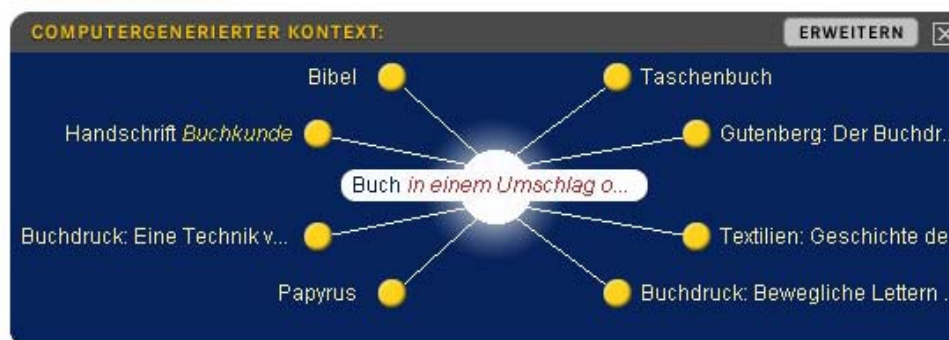 COMPUTERGENERIERTER KONTEXT:
ERWEITERN
Bibel
Taschenbuch
Handschrift Buchkunde
Gutenberg: Der Buchdr...
Buch in einem Umschlag o...
Buchdruck: Eine Technik v...
Textilien: Geschichte de
Papyrus
Buchdruck: Bewegliche Lettern ..